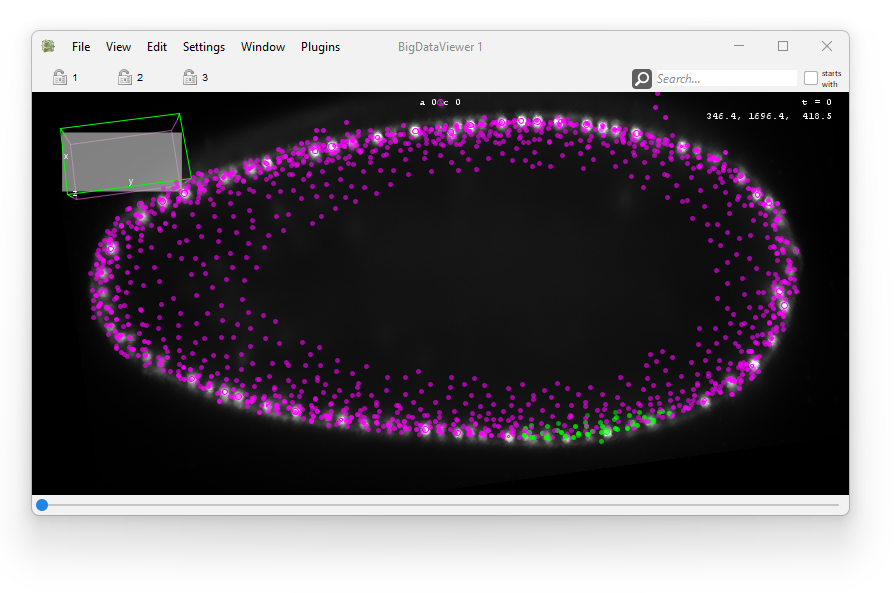 File View Edit Settings Window Plugins BigDataViewer 1
1 2 3 Search... starts with
a 0 c 0 t = 0
346.4, 1696.4, 418.5
x
y
z